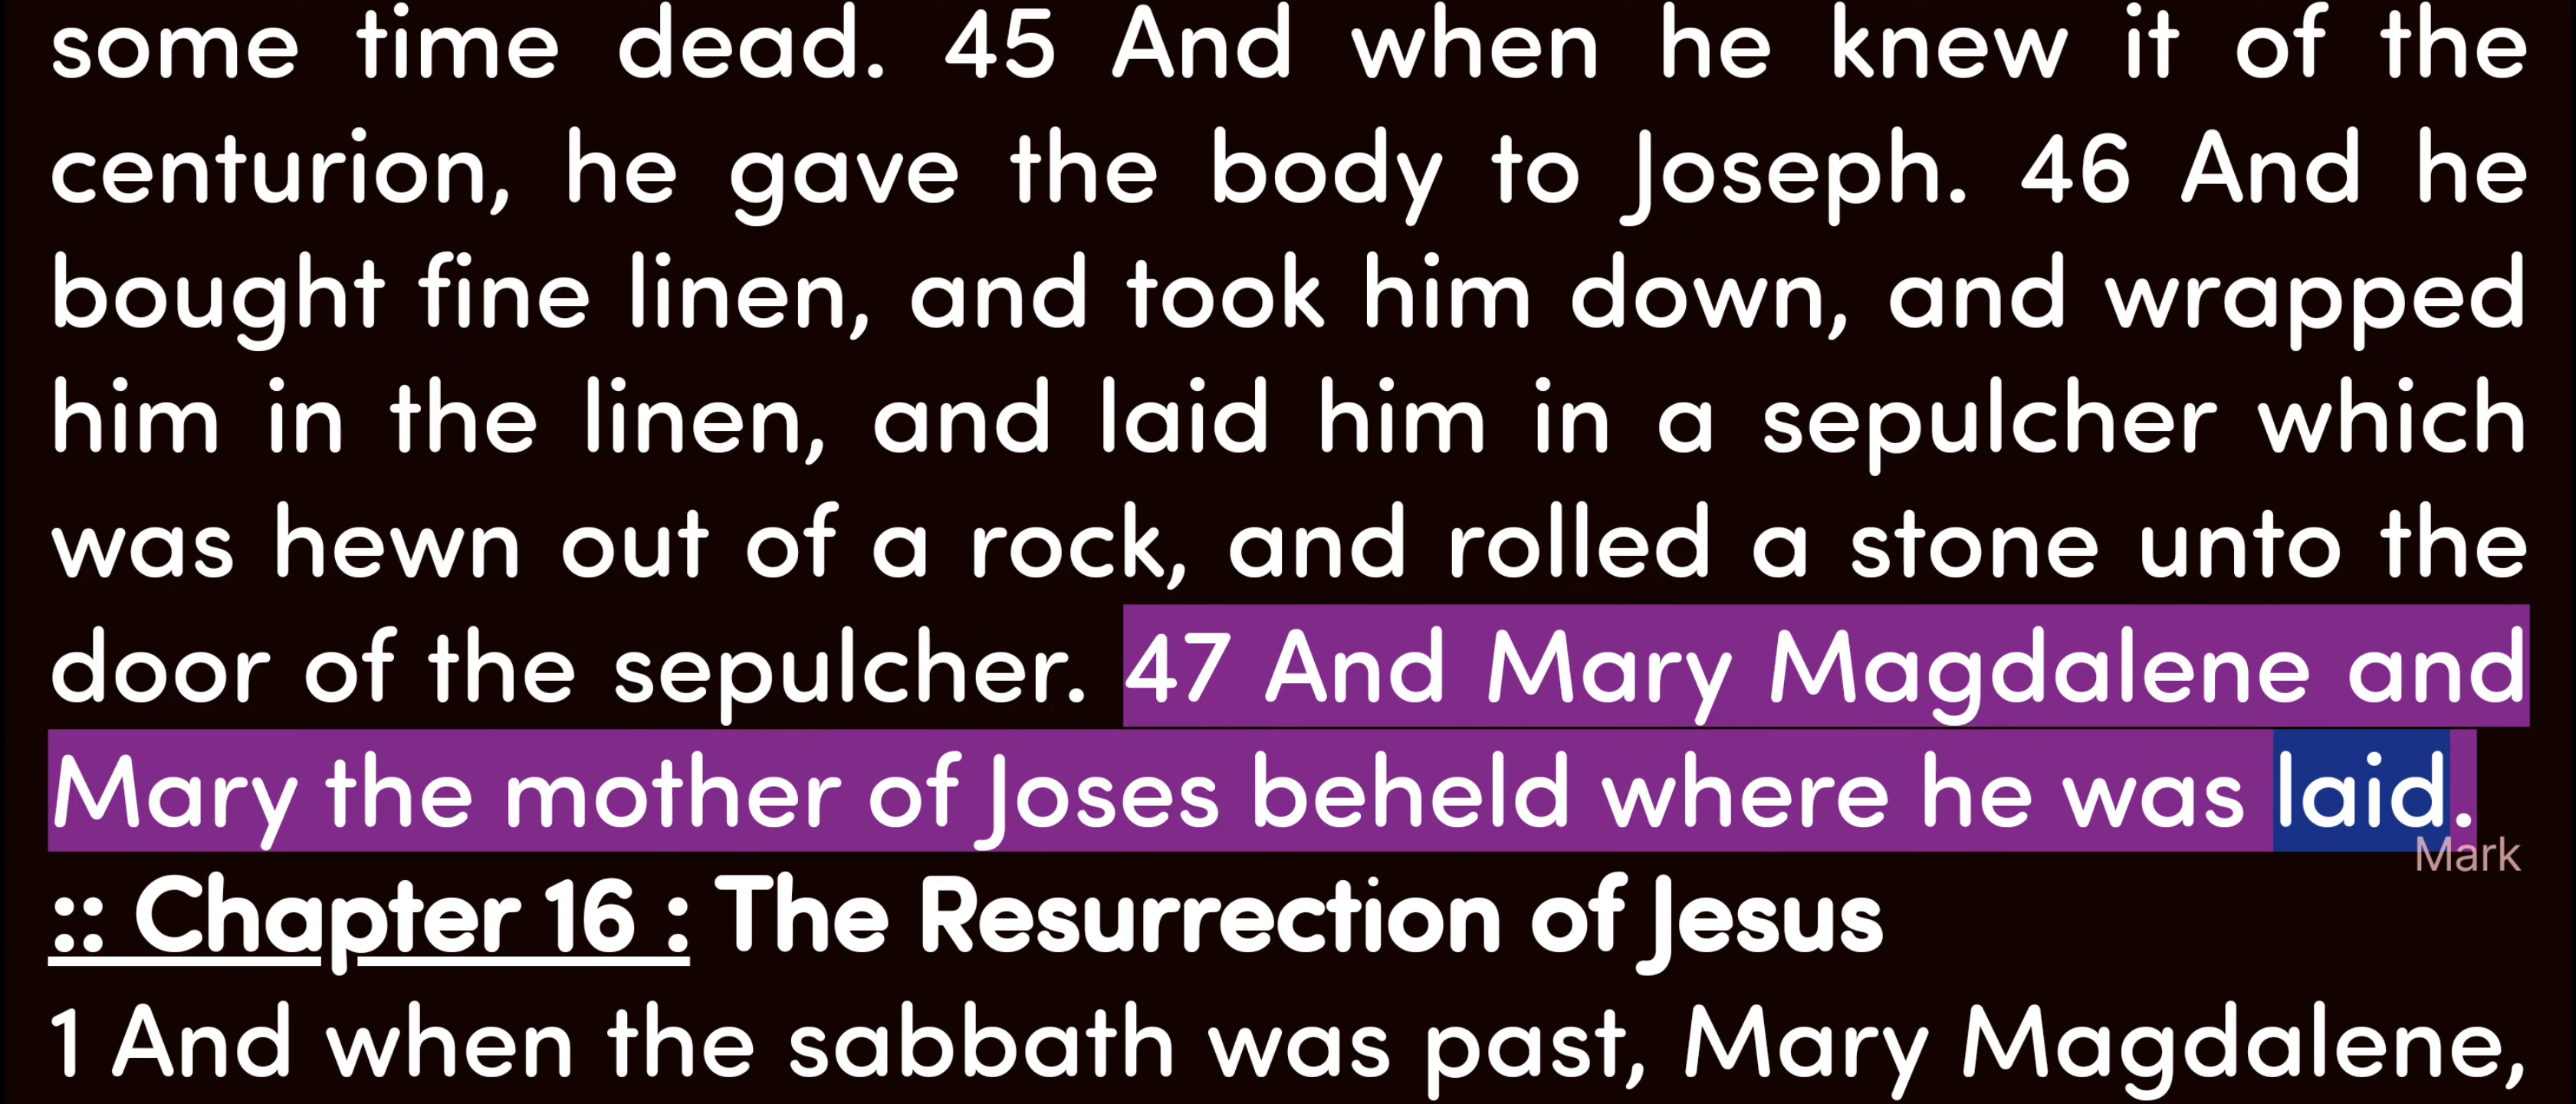 some time dead. 45 And when he knew it of the
centurion, he gave the body to Joseph. 46 And he
bought fine linen, and took him down, and wrapped
him in the linen, and laid him in a sepulcher which
was hewn out of a rock, and rolled a stone unto the
door of the sepulcher. 47 And Mary Magdalene and
Mary the mother of Joses beheld where he was laid.
Mark
:: Chapter 16 : The Resurrection of Jesus
1 And when the sabbath was past, Mary Magdalene,